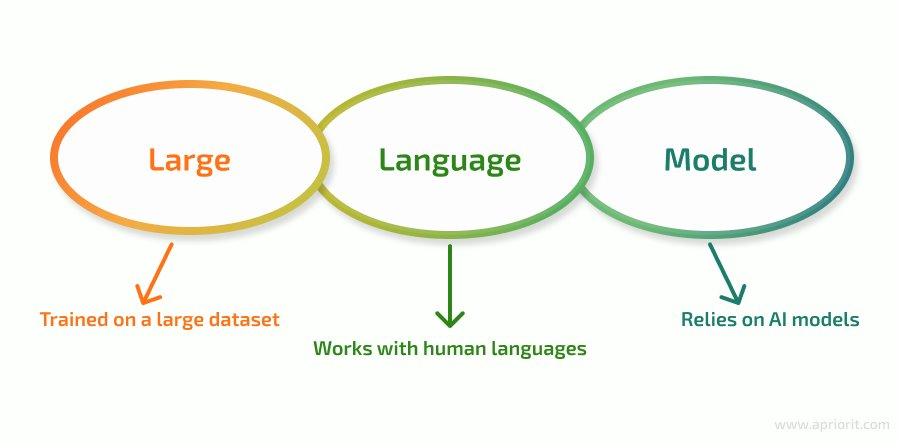 Large
Language
Model
Trained on a large dataset
Works with human languages
Relies on AI models
www.apriorit.com